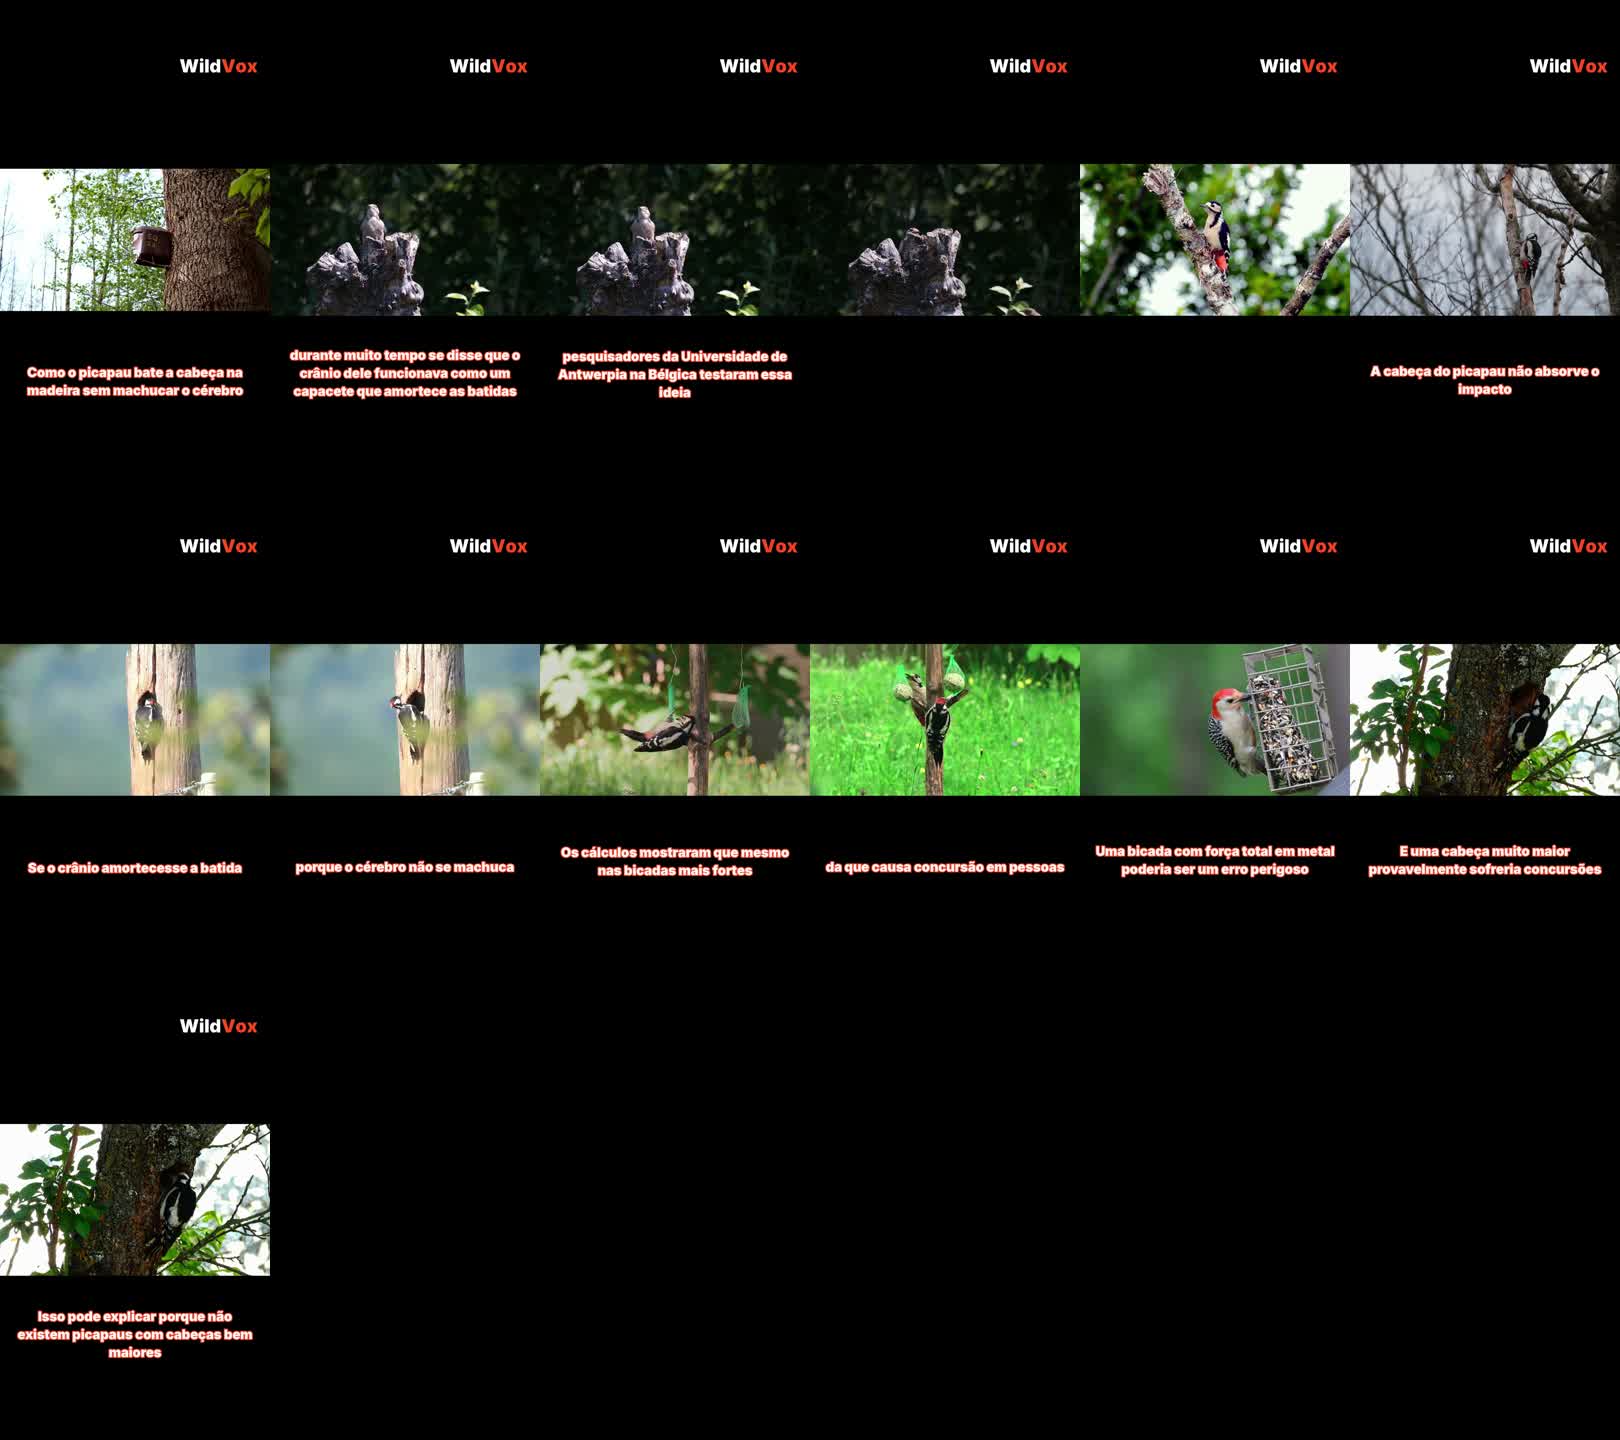 WildVox
WildVox
WildVox
WildVox
WildVox
WildVox
Como o picapau bate a cabeça na
madeira sem machucar o cérebro
durante muito tempo se disse que o
crânio dele funcionava como um
capacete que amortece as batidas
pesquisadores da Universidade de
Antwerpia na Bélgica testaram essa
ideia
A cabeça do picapau não absorve o
impacto
WildVox
WildVox
WildVox
WildVox
WildVox
WildVox
Se o crânio amortecesse a batida
porque o cérebro não se machuca
Os cálculos mostraram que mesmo
nas bicadas mais fortes
da que causa concursão em pessoas
Uma bicada com força total em metal
poderia ser um erro perigoso
E uma cabeça muito maior
provavelmente sofreria concursões
WildVox
Isso pode explicar porque não
existem picapaus com cabeças bem
maiores